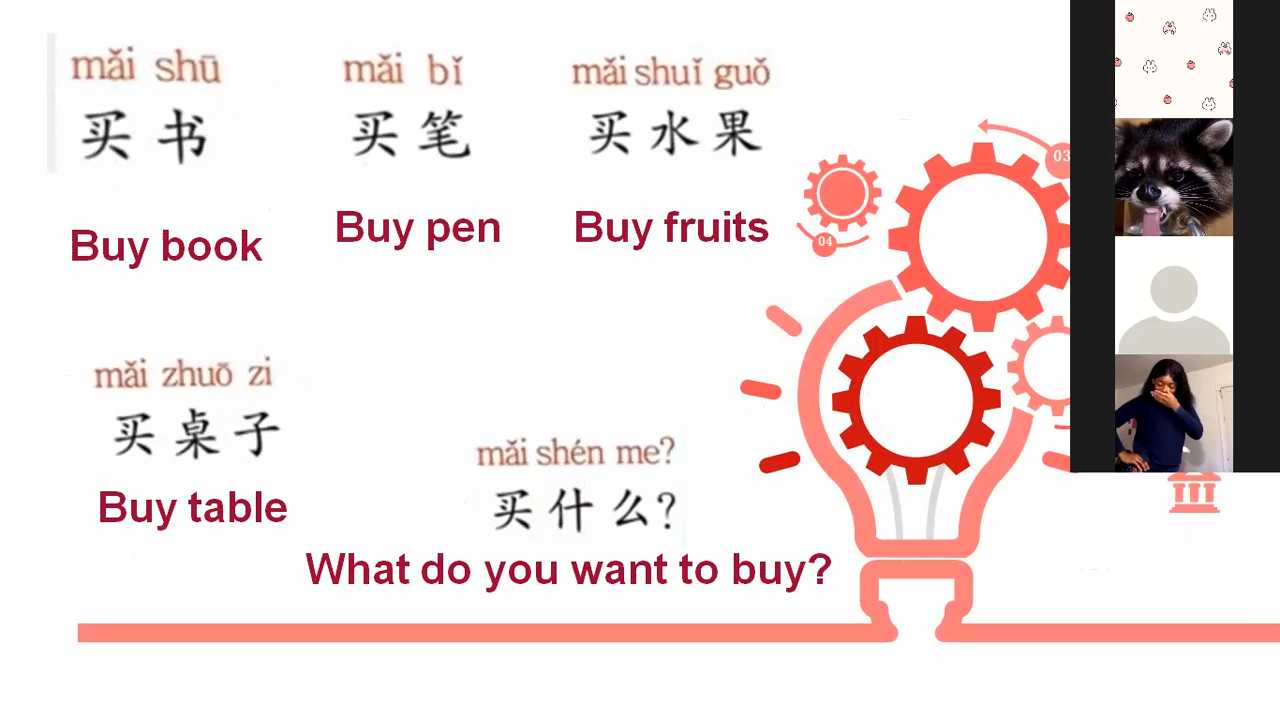 mǎi shū
买书
Buy book
mǎi bǐ
买笔
Buy pen
mǎi shuǐ guǒ
买水果
Buy fruits
03
04
mǎi zhuō zi
买桌子
Buy table
mǎi shén me?
买什么?
What do you want to buy?